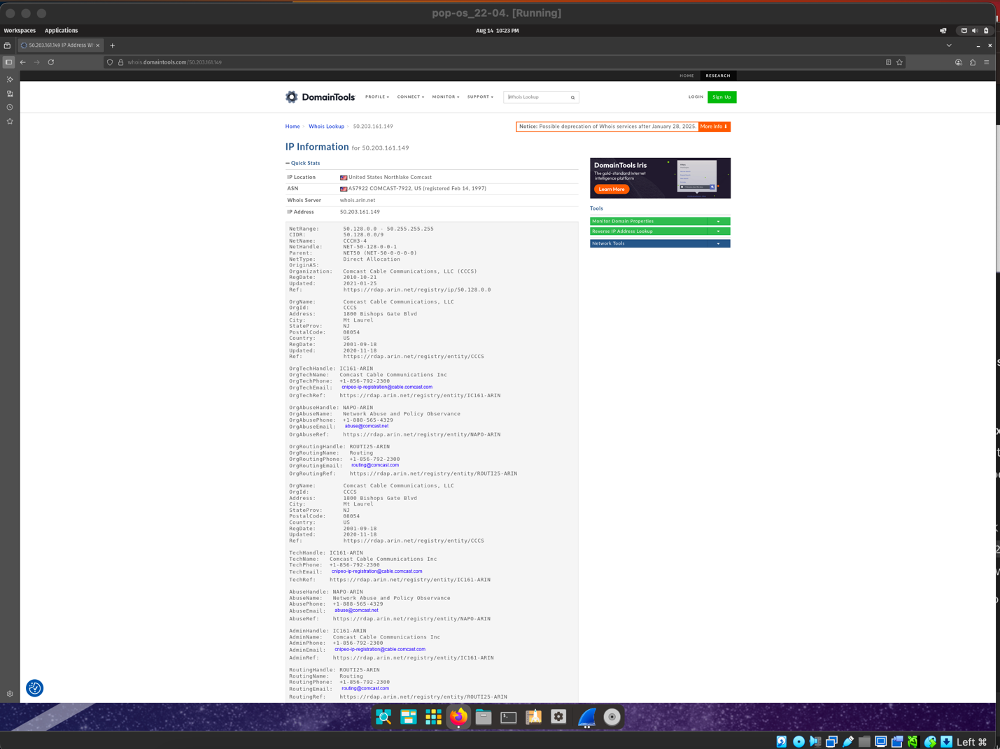 pop-os_22-04. [Running]
Workspaces Applications Aug 14 10:23 PM
50.203.161.149 IP Address W
whois.domaintools.com/50.203.161.149
HOME RESEARCH
DomainTools PROFILE CONNECT MONITOR SUPPORT Whois Lookup LOGIN Sign Up
Home Whois Lookup 50.203.161.149
Notice: Possible deprecation of Whois services after January 28, 2025. More Info
IP Information for 50.203.161.149
Quick Stats
IP Location United States Northlake Comcast
ASN AS7922 COMCAST-7922, US (registered Feb 14, 1997)
Whois Server whois.arin.net
IP Address 50.203.161.149
NetRange: 50.128.0.0 - 50.255.255.255
CIDR: 50.128.0.0/9
NetName: CCCH3-4
NetHandle: NET-50-128-0-0-1
Parent: NET50 (NET-50-0-0-0-0)
NetType: Direct Allocation
OriginAS:
Organization: Comcast Cable Communications, LLC (CCCS)
RegDate: 2010-10-21
Updated: 2021-01-25
Ref: https://rdap.arin.net/registry/ip/50.128.0.0
OrgName: Comcast Cable Communications, LLC
OrgId: CCCS
Address: 1800 Bishops Gate Blvd
City: Mt Laurel
StateProv: NJ
PostalCode: 08054
Country: US
RegDate: 2001-09-18
Updated: 2020-11-18
Ref: https://rdap.arin.net/registry/entity/CCCS
OrgTechHandle: IC161-ARIN
OrgTechName: Comcast Cable Communications Inc
OrgTechPhone: +1-856-792-2300
OrgTechEmail: cnipeo-ip-registration@cable.comcast.com
OrgTechRef: https://rdap.arin.net/registry/entity/IC161-ARIN
OrgAbuseHandle: NAPO-ARIN
OrgAbuseName: Network Abuse and Policy Observance
OrgAbusePhone: +1-888-565-4329
OrgAbuseEmail: abuse@comcast.net
OrgAbuseRef: https://rdap.arin.net/registry/entity/NAPO-ARIN
OrgRoutingHandle: ROUTI25-ARIN
OrgRoutingName: Routing
OrgRoutingPhone: +1-856-792-2300
OrgRoutingEmail: routing@comcast.com
OrgRoutingRef: https://rdap.arin.net/registry/entity/ROUTI25-ARIN
OrgName: Comcast Cable Communications, LLC
OrgId: CCCS
Address: 1800 Bishops Gate Blvd
City: Mt Laurel
StateProv: NJ
PostalCode: 08054
Country: US
RegDate: 2001-09-18
Updated: 2020-11-18
Ref: https://rdap.arin.net/registry/entity/CCCS
TechHandle: IC161-ARIN
TechName: Comcast Cable Communications Inc
TechPhone: +1-856-792-2300
TechEmail: cnipeo-ip-registration@cable.comcast.com
TechRef: https://rdap.arin.net/registry/entity/IC161-ARIN
AbuseHandle: NAPO-ARIN
AbuseName: Network Abuse and Policy Observance
AbusePhone: +1-888-565-4329
AbuseEmail: abuse@comcast.net
AbuseRef: https://rdap.arin.net/registry/entity/NAPO-ARIN
AdminHandle: IC161-ARIN
AdminName: Comcast Cable Communications Inc
AdminPhone: +1-856-792-2300
AdminEmail: cnipeo-ip-registration@cable.comcast.com
AdminRef: https://rdap.arin.net/registry/entity/IC161-ARIN
RoutingHandle: ROUTI25-ARIN
RoutingName: Routing
RoutingPhone: +1-856-792-2300
RoutingEmail: routing@comcast.com
RoutingRef: https://rdap.arin.net/registry/entity/ROUTI25-ARIN
DomainTools Iris
The gold-standard Internet
intelligence platform
Learn More
Tools
Monitor Domain Properties
Reverse IP Address Lookup
Network Tools
Left ⌘